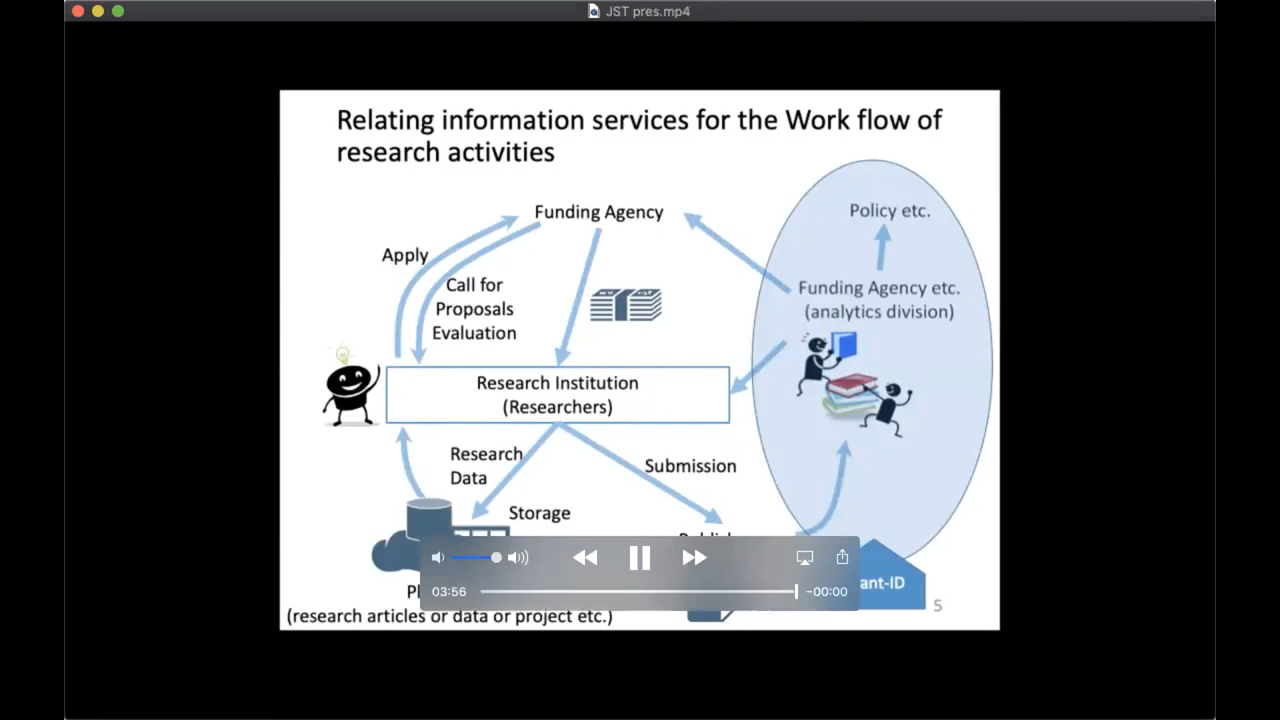 JST pres.mp4
Relating information services for the Work flow of
research activities
Funding Agency
Policy etc.
Apply
Call for
Proposals
Evaluation
Funding Agency etc.
(analytics division)
Research Institution
(Researchers)
Research
Data
Submission
Storage
03:56
-00:00
ant-ID
(research articles or data or project etc.)
5